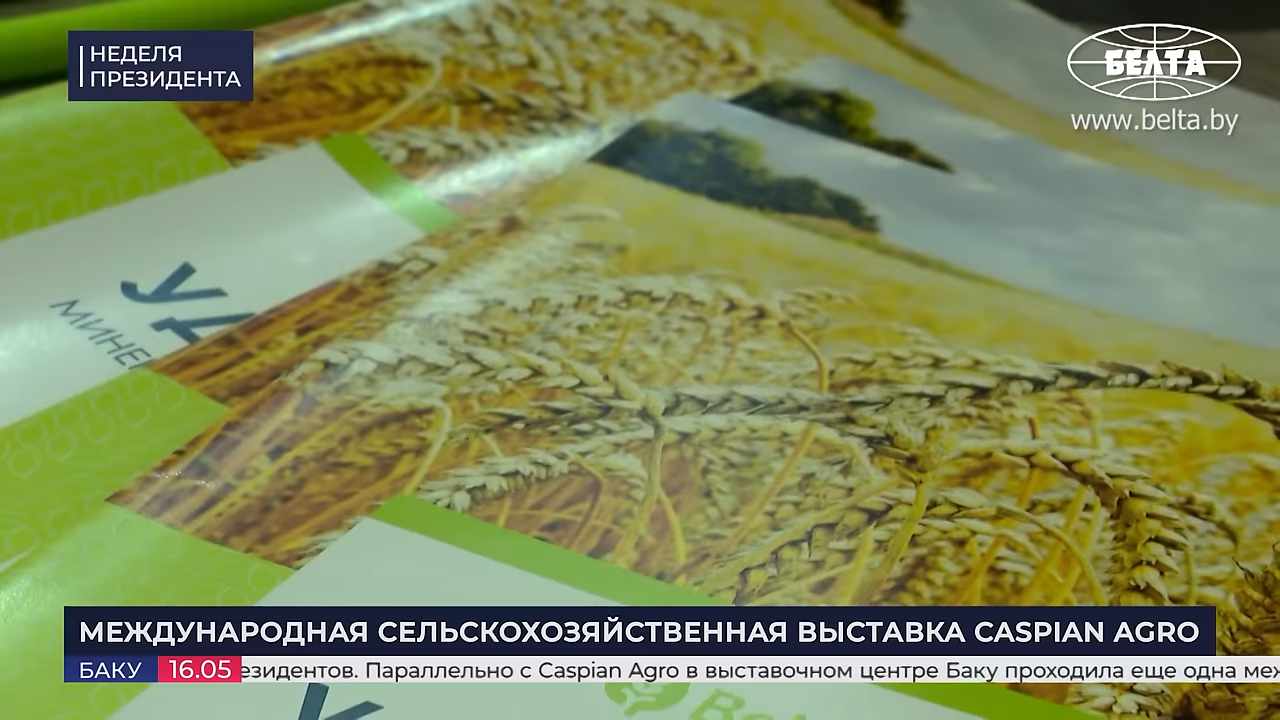 НЕДЕЛЯ
ПРЕЗИДЕНТА
БЕЛТА
www.belta.by
МЕЖДУНАРОДНАЯ СЕЛЬСКОХОЗЯЙСТВЕННАЯ ВЫСТАВКА CASPIAN AGRO
БАКУ 16.05 езидентов. Параллельно с Caspian Agro в выставочном центре Баку проходила еще одна меж